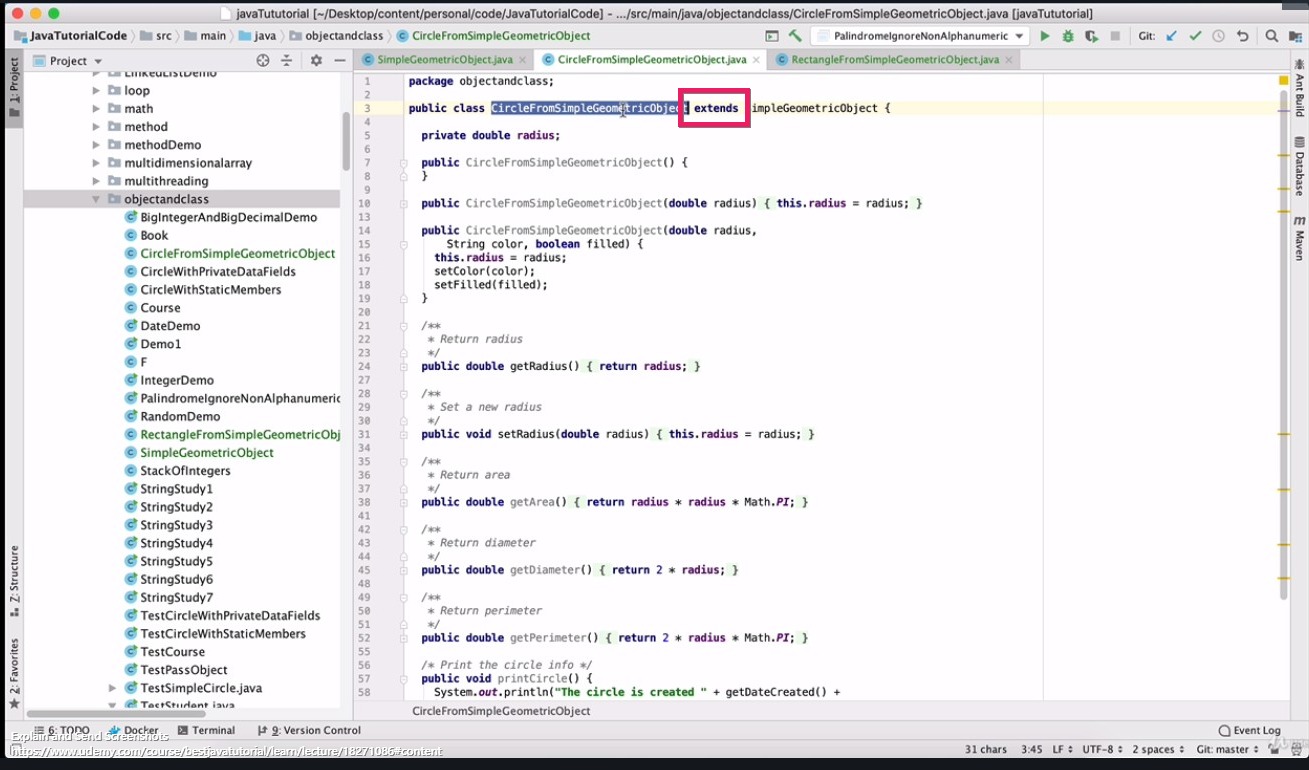 javaTututorial [~/Desktop/content/personal/code/JavaTutorialCode] - .../src/main/java/objectandclass/CircleFromSimpleGeometricObject.java [javaTututorial]
JavaTutorialCode src main java objectandclass CircleFromSimpleGeometricObject PalindromeIgnoreNonAlphanumeric Git:
Project
SimpleGeometricObject.java CircleFromSimpleGeometricObject.java RectangleFromSimpleGeometricObject.java
1: Project
LinkedListDemo
loop
math
method
methodDemo
multidimensionalarray
multithreading
objectandclass
BigIntegerAndBigDecimalDemo
Book
CircleFromSimpleGeometricObject
CircleWithPrivateDataFields
CircleWithStaticMembers
Course
DateDemo
Demo1
F
IntegerDemo
PalindromeIgnoreNonAlphanumeric
RandomDemo
RectangleFromSimpleGeometricObj
SimpleGeometricObject
StackOfIntegers
StringStudy1
StringStudy2
StringStudy3
StringStudy4
StringStudy5
StringStudy6
StringStudy7
TestCircleWithPrivateDataFields
TestCircleWithStaticMembers
TestCourse
TestPassObject
TestSimpleCircle.java
TestStudent.java
Z: Structure
2: Favorites
1 package objectandclass;
2
3 public class CircleFromSimpleGeometricObject extends impleGeometricObject {
4
5 private double radius;
6
7 public CircleFromSimpleGeometricObject() {
8 }
9
10 public CircleFromSimpleGeometricObject(double radius) { this.radius = radius; }
13
14 public CircleFromSimpleGeometricObject(double radius,
15 String color, boolean filled) {
16 this.radius = radius;
17 setColor(color);
18 setFilled(filled);
19 }
20
21 /**
22 * Return radius
23 */
24 public double getRadius() { return radius; }
27
28 /**
29 * Set a new radius
30 */
31 public void setRadius(double radius) { this.radius = radius; }
34
35 /**
36 * Return area
37 */
38 public double getArea() { return radius * radius * Math.PI; }
41
42 /**
43 * Return diameter
44 */
45 public double getDiameter() { return 2 * radius; }
48
49 /**
50 * Return perimeter
51 */
52 public double getPerimeter() { return 2 * radius * Math.PI; }
55
56 /* Print the circle info */
57 public void printCircle() {
58 System.out.println("The circle is created " + getDateCreated() +
CircleFromSimpleGeometricObject
Ant Build
Database
Maven
6: TODO Docker Terminal 9: Version Control Event Log
Explain and Send Screenshots
https://www.udemy.com/course/bestjavatutorial/learn/lecture/18271086#content
31 chars 3:45 LF UTF-8 2 spaces Git: master